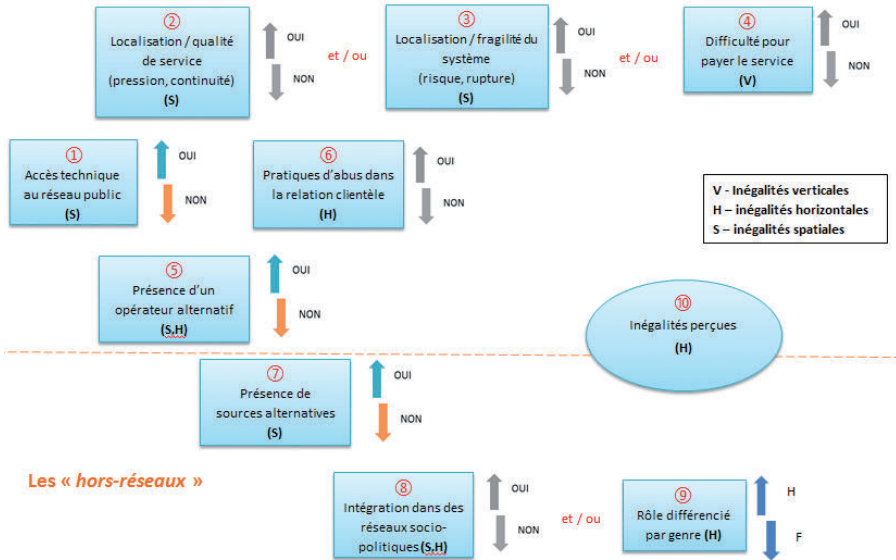 ②
Localisation / qualité
de service
(pression, continuité)
(S)
OUI
NON
et / ou
③
Localisation / fragilité du
système
(risque, rupture)
(S)
OUI
NON
et / ou
④
Difficulté pour
payer le service
(V)
OUI
NON
①
Accès technique
au réseau public
(S)
OUI
NON
⑥
Pratiques d'abus dans
la relation clientèle
(H)
OUI
NON
V - Inégalités verticales
H – inégalités horizontales
S – inégalités spatiales
⑤
Présence d'un
opérateur alternatif
(S,H)
OUI
NON
⑩
Inégalités perçues
(H)
⑦
Présence de
sources alternatives
(S)
OUI
NON
Les « hors-réseaux »
⑧
Intégration dans des
réseaux socio-
politiques (S,H)
OUI
NON
et / ou
⑨
Rôle différencié
par genre (H)
H
F